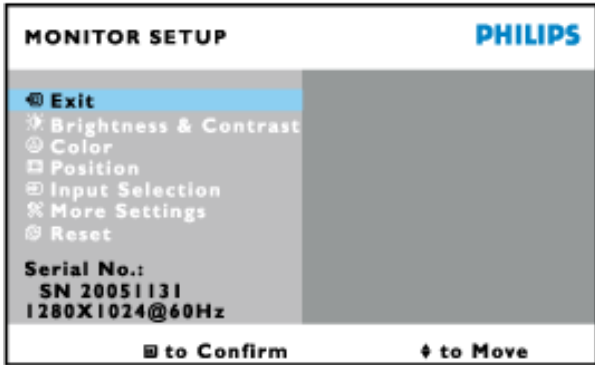 MONITOR SETUP
PHILIPS
Exit
Brightness & Contrast
Color
Position
Input Selection
More Settings
Reset
Serial No.:
SN 20051131
1280X1024@60Hz
to Confirm
to Move